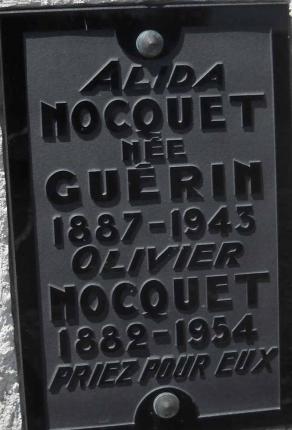 ALIDA
NOCQUET
NÉE
GUÉRIN
1887-1943
OLIVIER
NOCQUET
1882-1954
PRIEZ POUR EUX